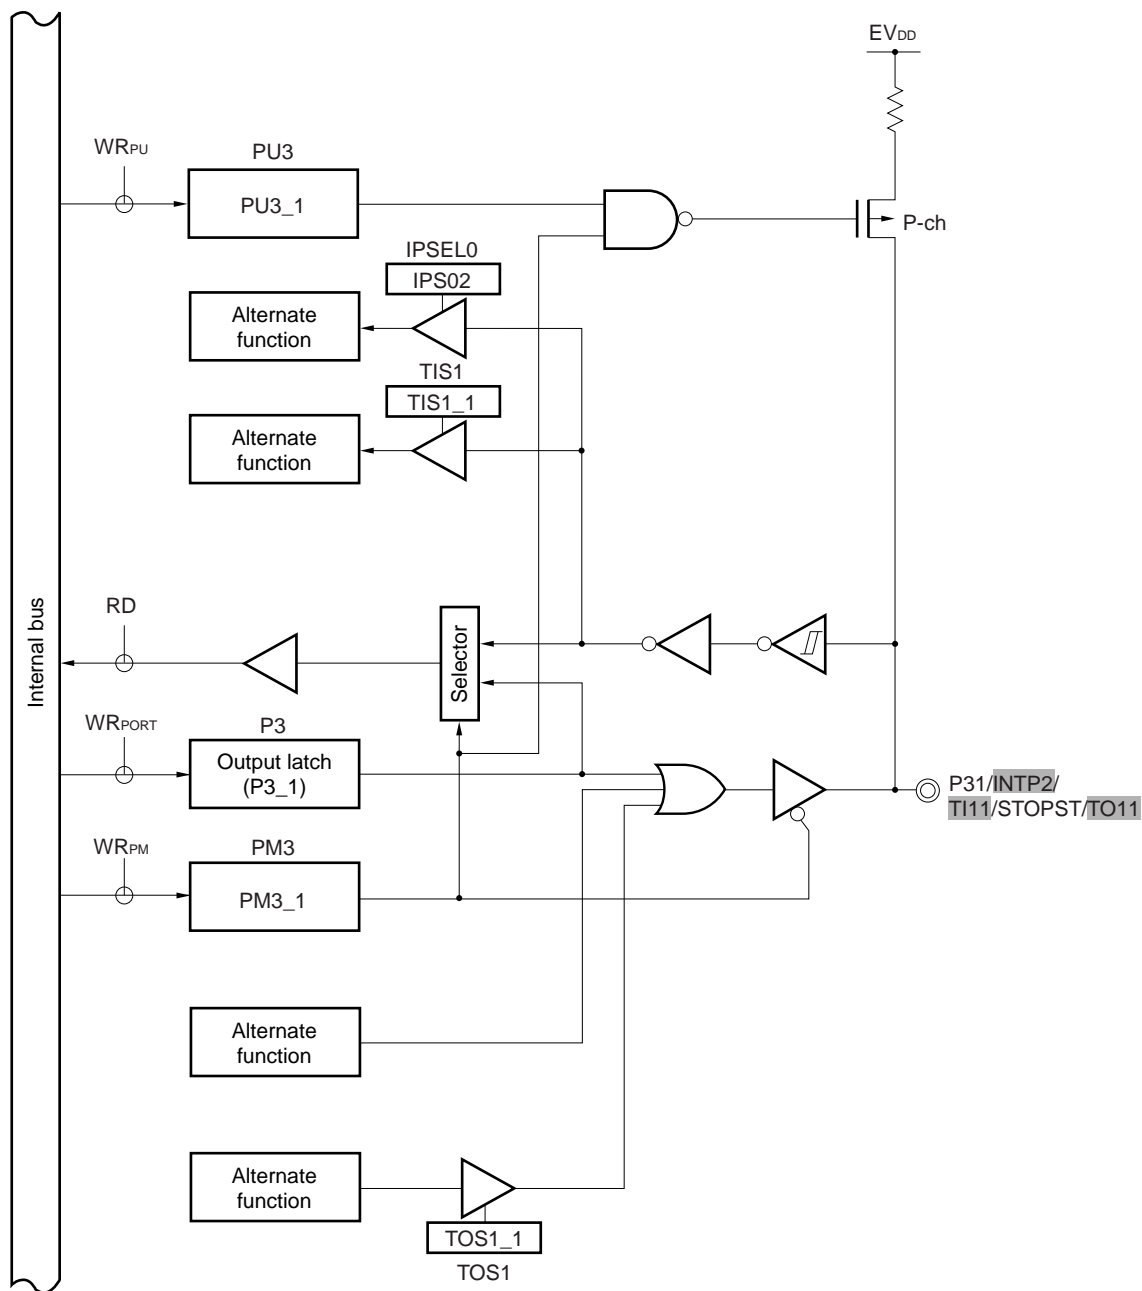 EVDD
WRPU
PU3
PU3_1
P-ch
IPSEL0
IPS02
Alternate
function
TIS1
TIS1_1
Alternate
function
Internal bus
RD
Selector
WRPORT
P3
Output latch
(P3_1)
P31/INTP2/
TI11/STOPST/TO11
WRPM
PM3
PM3_1
Alternate
function
Alternate
function
TOS1_1
TOS1